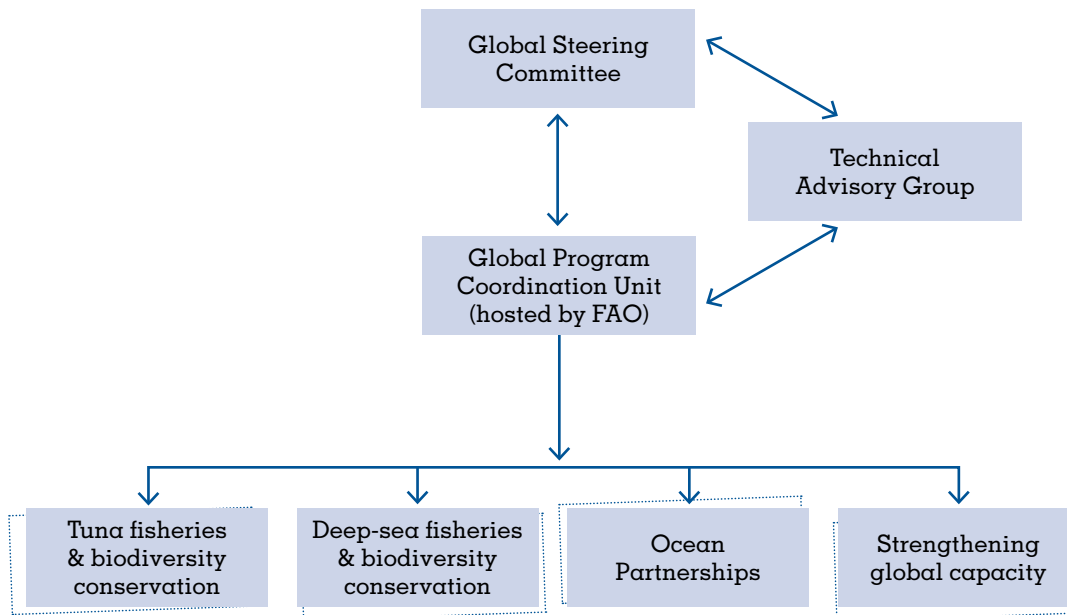 Global Steering
Committee
Technical
Advisory Group
Global Program
Coordination Unit
(hosted by FAO)
Tuna fisheries
& biodiversity
conservation
Deep-sea fisheries
& biodiversity
conservation
Ocean
Partnerships
Strengthening
global capacity